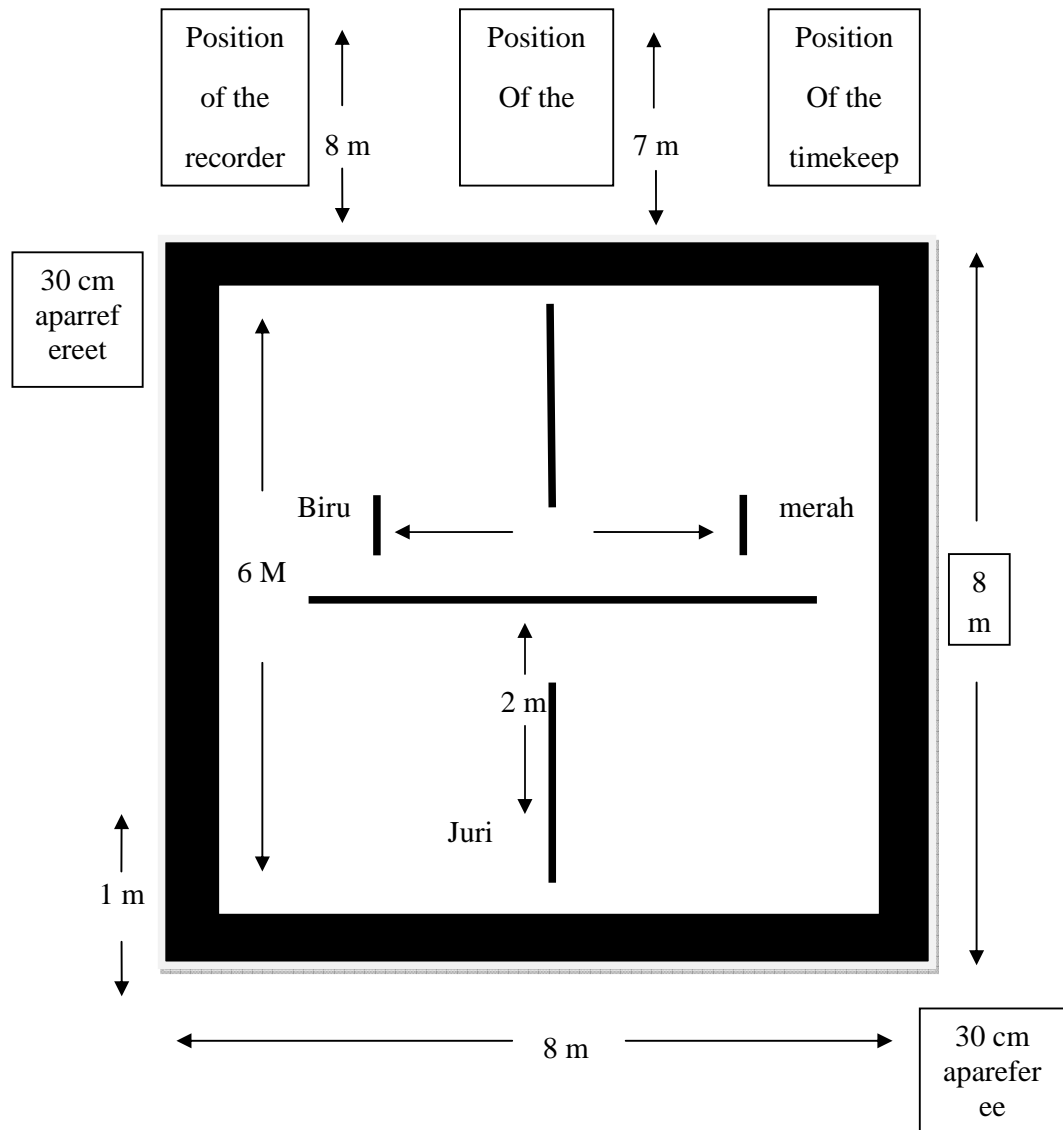 Position
of the
recorder
8 m
Position
Of the
7 m
Position
Of the
timekeep
30 cm
aparref
ereet
Biru
merah
6 M
8
m
2 m
Juri
1 m
8 m
30 cm
aparefer
ee